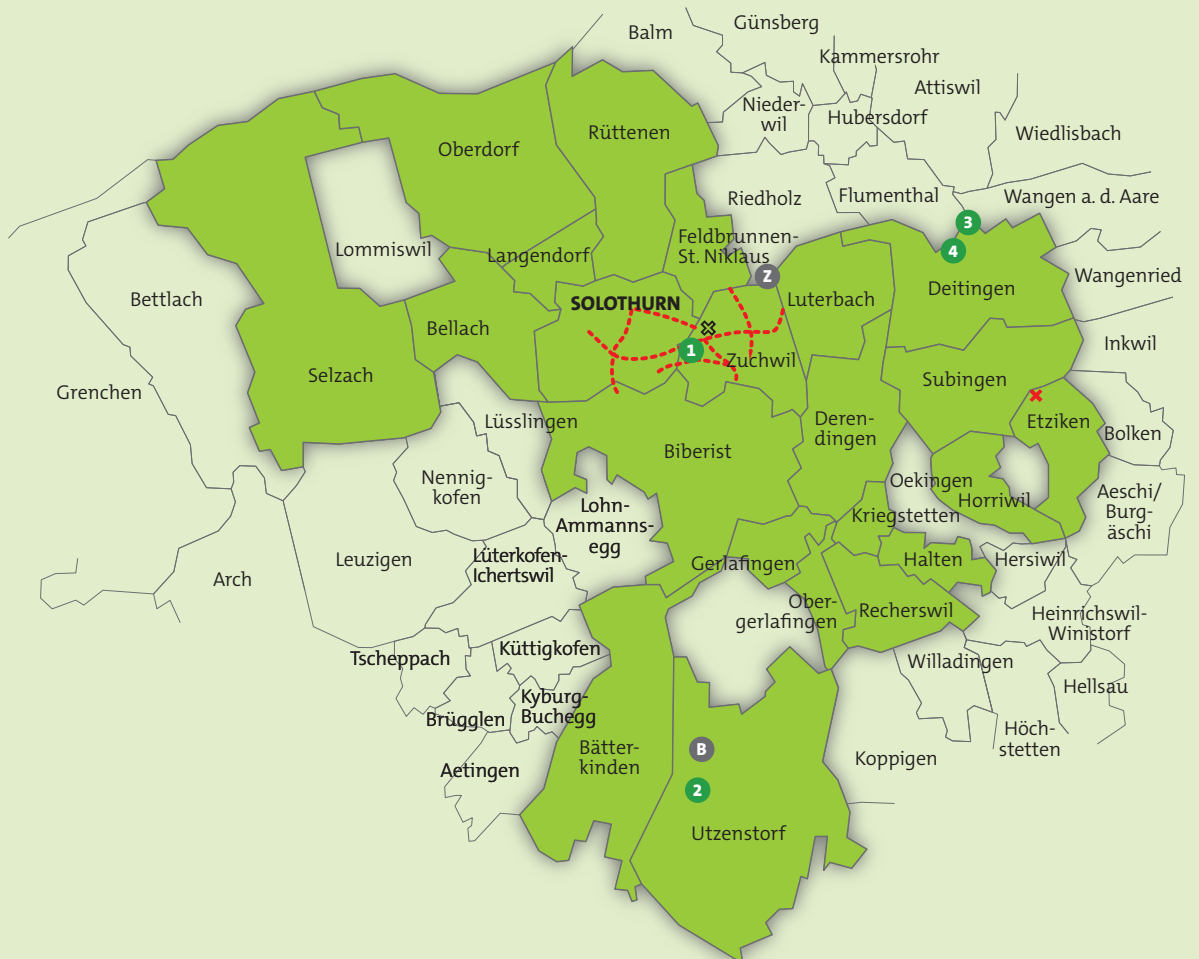 Balm
Günsberg
Kammersrohr
Attiswil
Nieder-
wil
Hubersdorf
Wiedlisbach
Rüttenen
Oberdorf
Riedholz
Flumenthal
Wangen a. d. Aare
3
4
Feldbrunnen-
St. Niklaus
Z
Lommiswil
Langendorf
Wangenried
Bettlach
SOLOTHURN
Luterbach
Deitingen
Bellach
1
Zuchwil
Inkwil
Selzach
Subingen
Grenchen
Lüsslingen
Deren-
dingen
Etziken
Bolken
Biberist
Nennig-
kofen
Oekingen
Horriwil
Aeschi/
Burg-
äschi
Lohn-
Ammanns-
egg
Kriegstetten
Leuzigen
Lüterkofen-
Ichertswil
Gerlafingen
Halten
Hersiwil
Arch
Ober-
gerlafingen
Recherswil
Heinrichswil-
Winistorf
Tscheppach
Küttigkofen
Willadingen
Hellsau
Kyburg-
Buchegg
Brügglen
Höch-
stetten
Bätter-
kinden
B
Koppigen
Aetingen
2
Utzenstorf